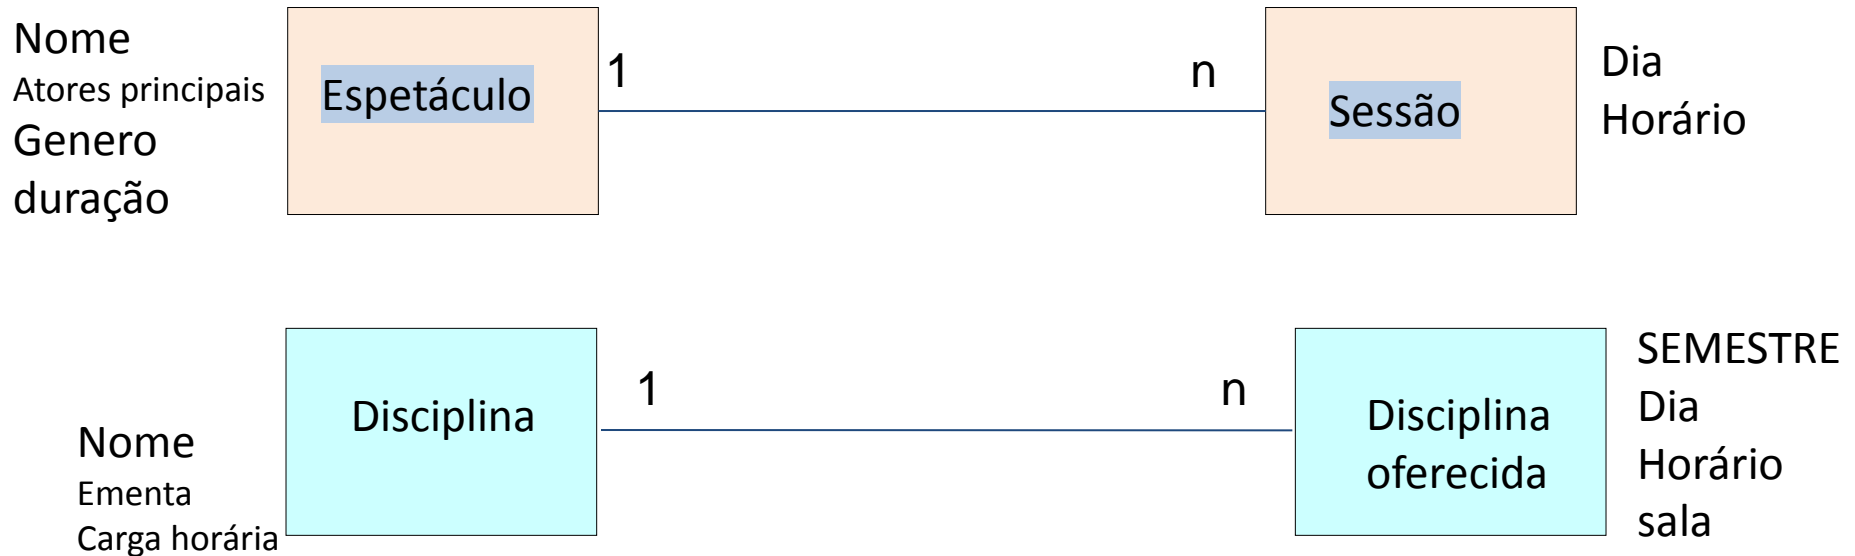 Nome
Atores principais
Genero
duração
Espetáculo
1
n
Sessão
Dia
Horário
Nome
Ementa
Carga horária
Disciplina
1
n
Disciplina
oferecida
SEMESTRE
Dia
Horário
sala